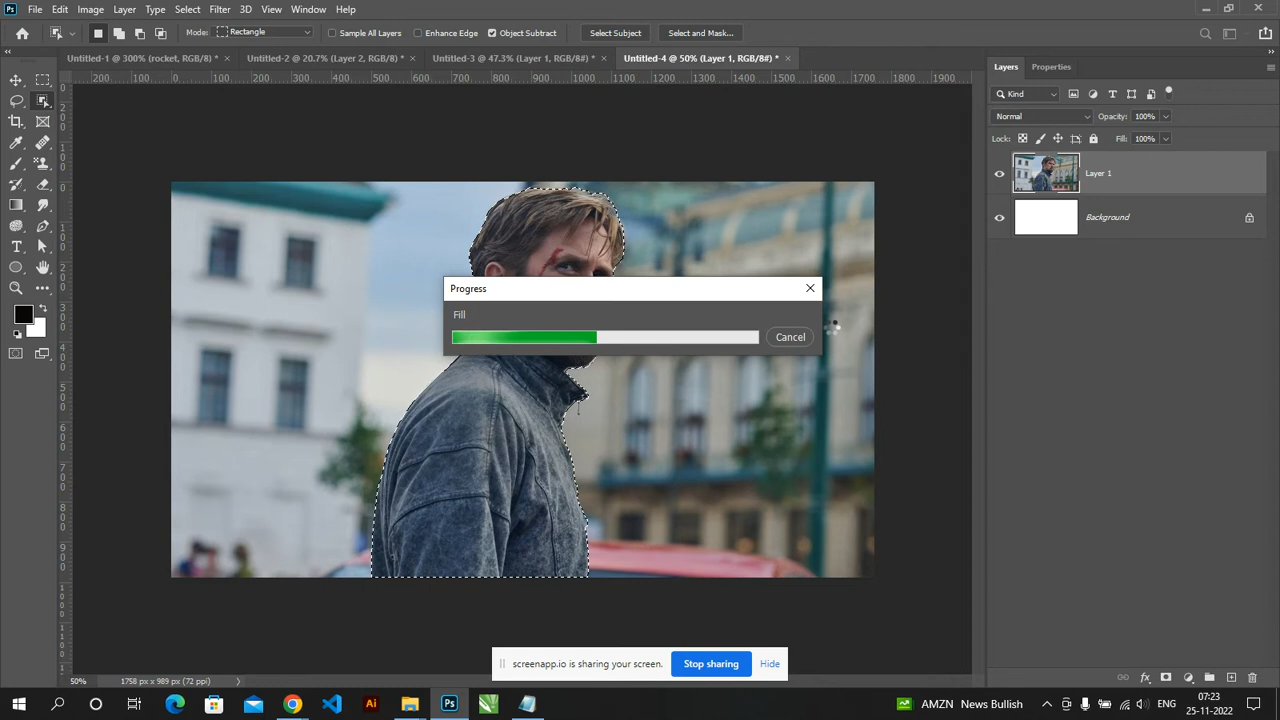 Ps File Edit Image Layer Type Select Filter 3D View Window Help
Mode: Rectangle Sample All Layers Enhance Edge Object Subtract Select Subject Select and Mask...
Untitled-1 @ 300% (rocket, RGB/8) * × Untitled-2 @ 20.7% (Layer 2, RGB/8) * × Untitled-3 @ 47.3% (Layer 1, RGB/8#) * × Untitled-4 @ 50% (Layer 1, RGB/8#) * ×
Layers Properties
200 100 0 100 200 300 400 500 600 700 800 900 1000 1100 1200 1300 1400 1500 1600 1700 1800 1900
Kind
Normal Opacity: 100%
Lock: Fill: 100%
Layer 1
Background
Progress
Fill
Cancel
screenapp.io is sharing your screen. Stop sharing Hide
50% 1758 px x 989 px (72 ppi)
Ai Ps AMZN News Bullish ENG 07:23
25-11-2022